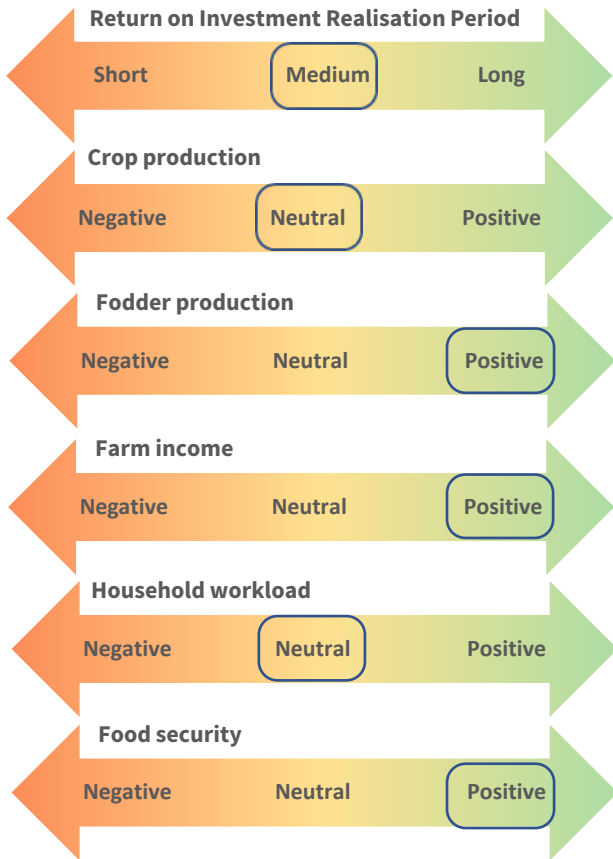 Return on Investment Realisation Period
Short Medium Long
Crop production
Negative Neutral Positive
Fodder production
Negative Neutral Positive
Farm income
Negative Neutral Positive
Household workload
Negative Neutral Positive
Food security
Negative Neutral Positive